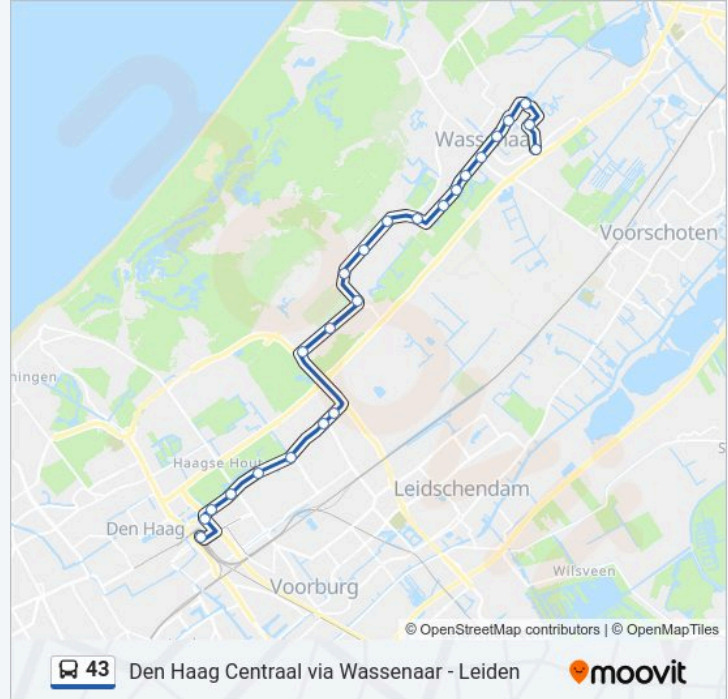 Wassenaar
Voorschoten
ningen
Haagse Hout
Leidschendam
Den Haag
Wilsveen
Voorburg
© OpenStreetMap contributors | © OpenMapTiles
43 Den Haag Centraal via Wassenaar - Leiden
moovit